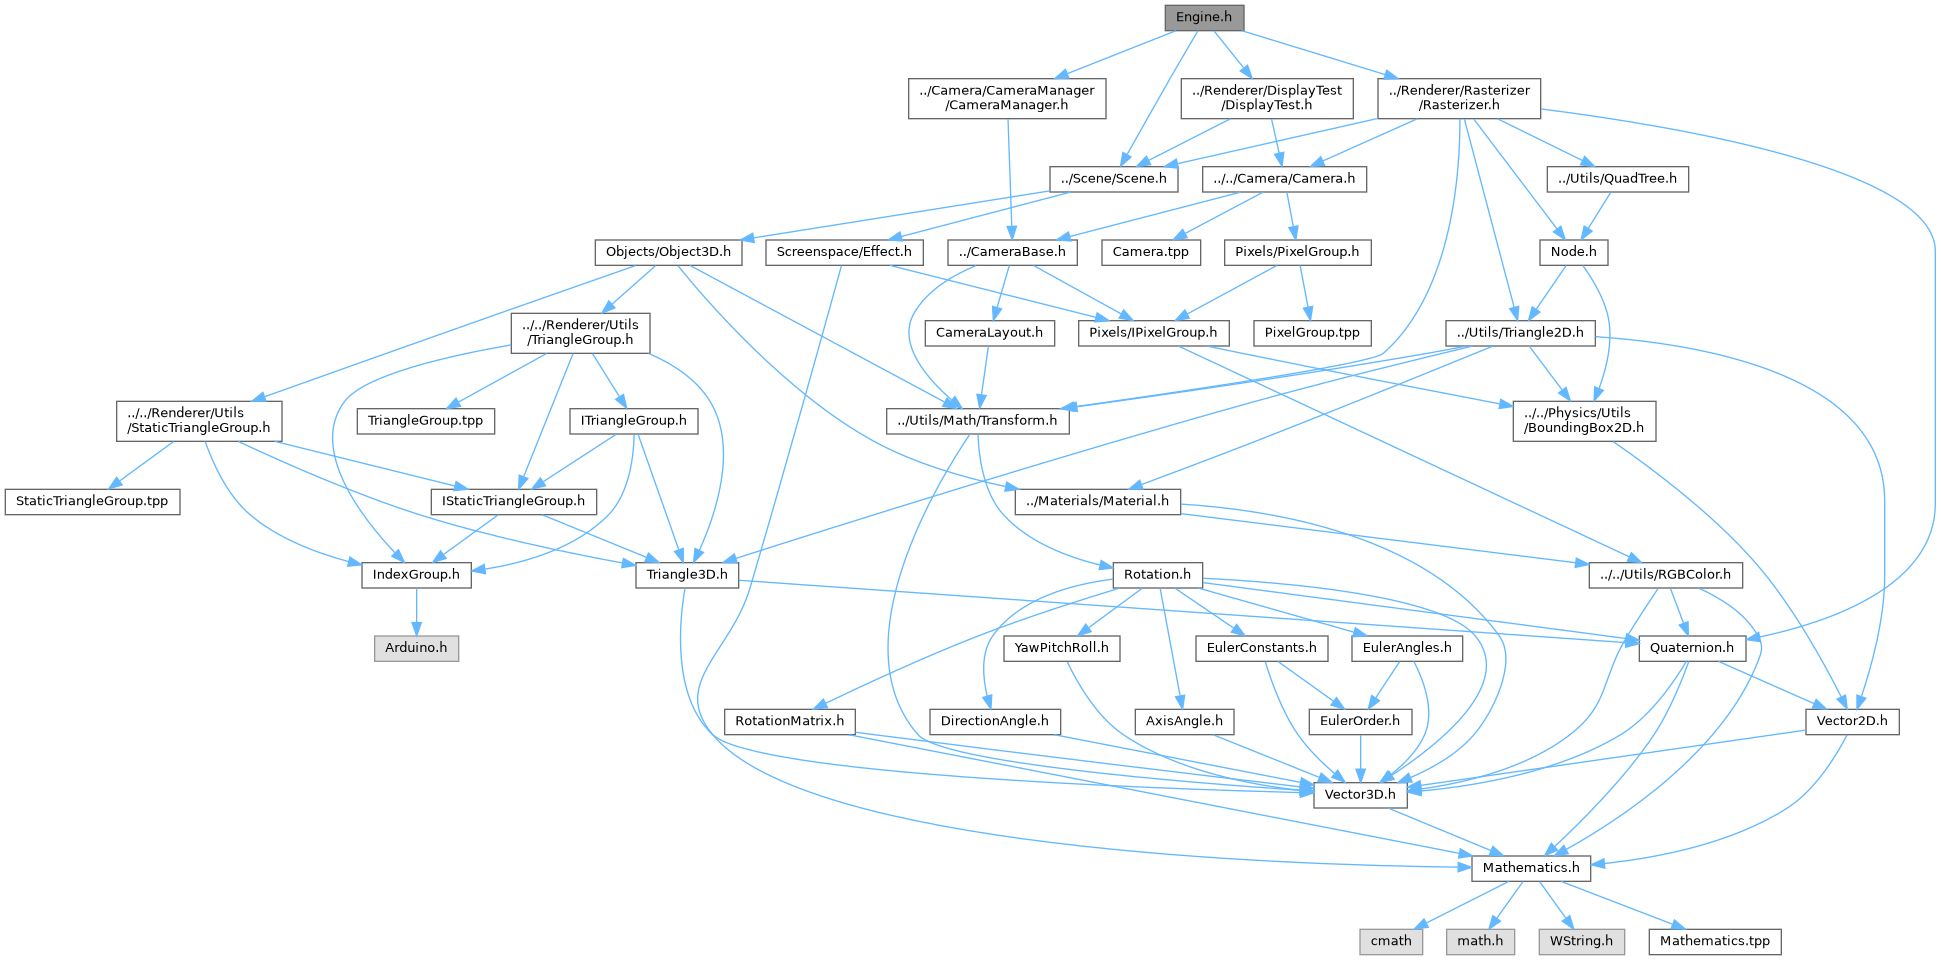 Engine.h
../Camera/CameraManager
/CameraManager.h
../Renderer/DisplayTest
/DisplayTest.h
../Renderer/Rasterizer
/Rasterizer.h
../Scene/Scene.h
../../Camera/Camera.h
../Utils/QuadTree.h
Objects/Object3D.h
Screenspace/Effect.h
../CameraBase.h
Camera.tpp
Pixels/PixelGroup.h
Node.h
../../Renderer/Utils
/TriangleGroup.h
CameraLayout.h
Pixels/IPixelGroup.h
PixelGroup.tpp
../Utils/Triangle2D.h
../../Renderer/Utils
/StaticTriangleGroup.h
TriangleGroup.tpp
ITriangleGroup.h
../Utils/Math/Transform.h
../../Physics/Utils
/BoundingBox2D.h
StaticTriangleGroup.tpp
IStaticTriangleGroup.h
../Materials/Material.h
IndexGroup.h
Triangle3D.h
Rotation.h
../../Utils/RGBColor.h
Arduino.h
YawPitchRoll.h
EulerConstants.h
EulerAngles.h
Quaternion.h
RotationMatrix.h
DirectionAngle.h
AxisAngle.h
EulerOrder.h
Vector2D.h
Vector3D.h
Mathematics.h
cmath
math.h
WString.h
Mathematics.tpp